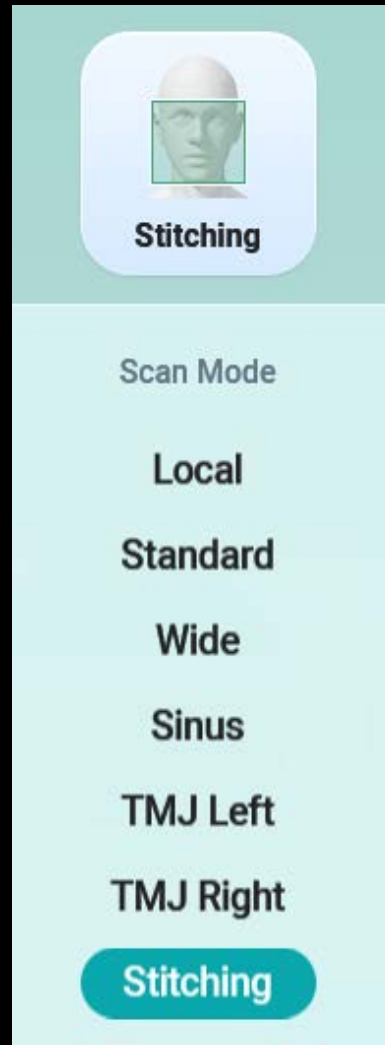 Stitching
Scan Mode
Local
Standard
Wide
Sinus
TMJ Left
TMJ Right
Stitching